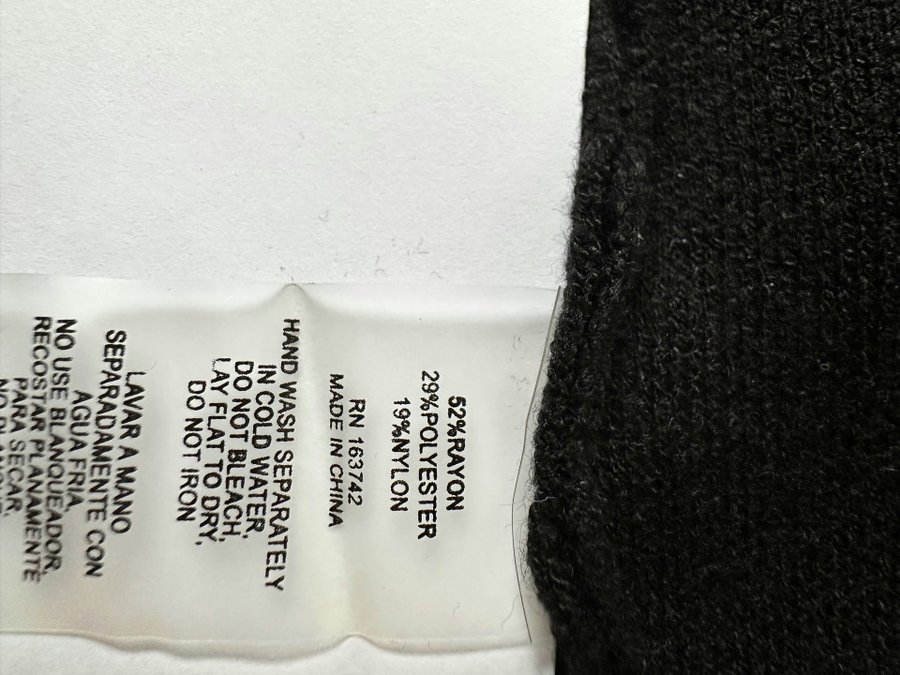 52%RAYON
29%POLYESTER
19%NYLON
RN 163742
MADE IN CHINA
HAND WASH SEPARATELY
IN COLD WATER,
DO NOT BLEACH,
LAY FLAT TO DRY,
DO NOT IRON
LAVAR A MANO
SEPARADAMENTE CON
AGUA FRIA,
NO USE BLANQUEADOR,
RECOSTAR PLANAMENTE
PARA SECAR,